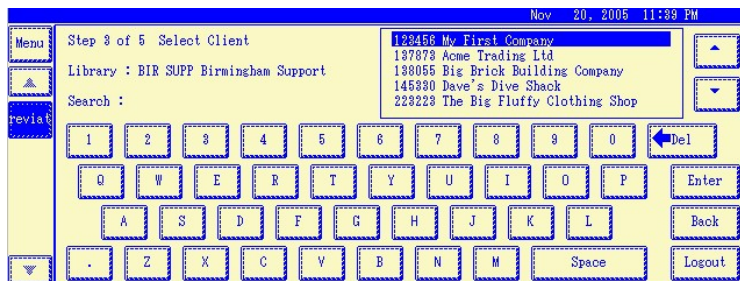 Nov 20, 2005 11:39 PM
Menu
Step 3 of 5 Select Client
Library : BIR SUPP Birmingham Support
Search :
123456 My First Company
137873 Acme Trading Ltd
138055 Big Brick Building Company
145330 Dave's Dive Shack
223223 The Big Fluffy Clothing Shop
reviat
1 2 3 4 5 6 7 8 9 0 Del
Q W E R T Y U I O P Enter
A S D F G H J K L Back
. Z X C V B N M Space Logout